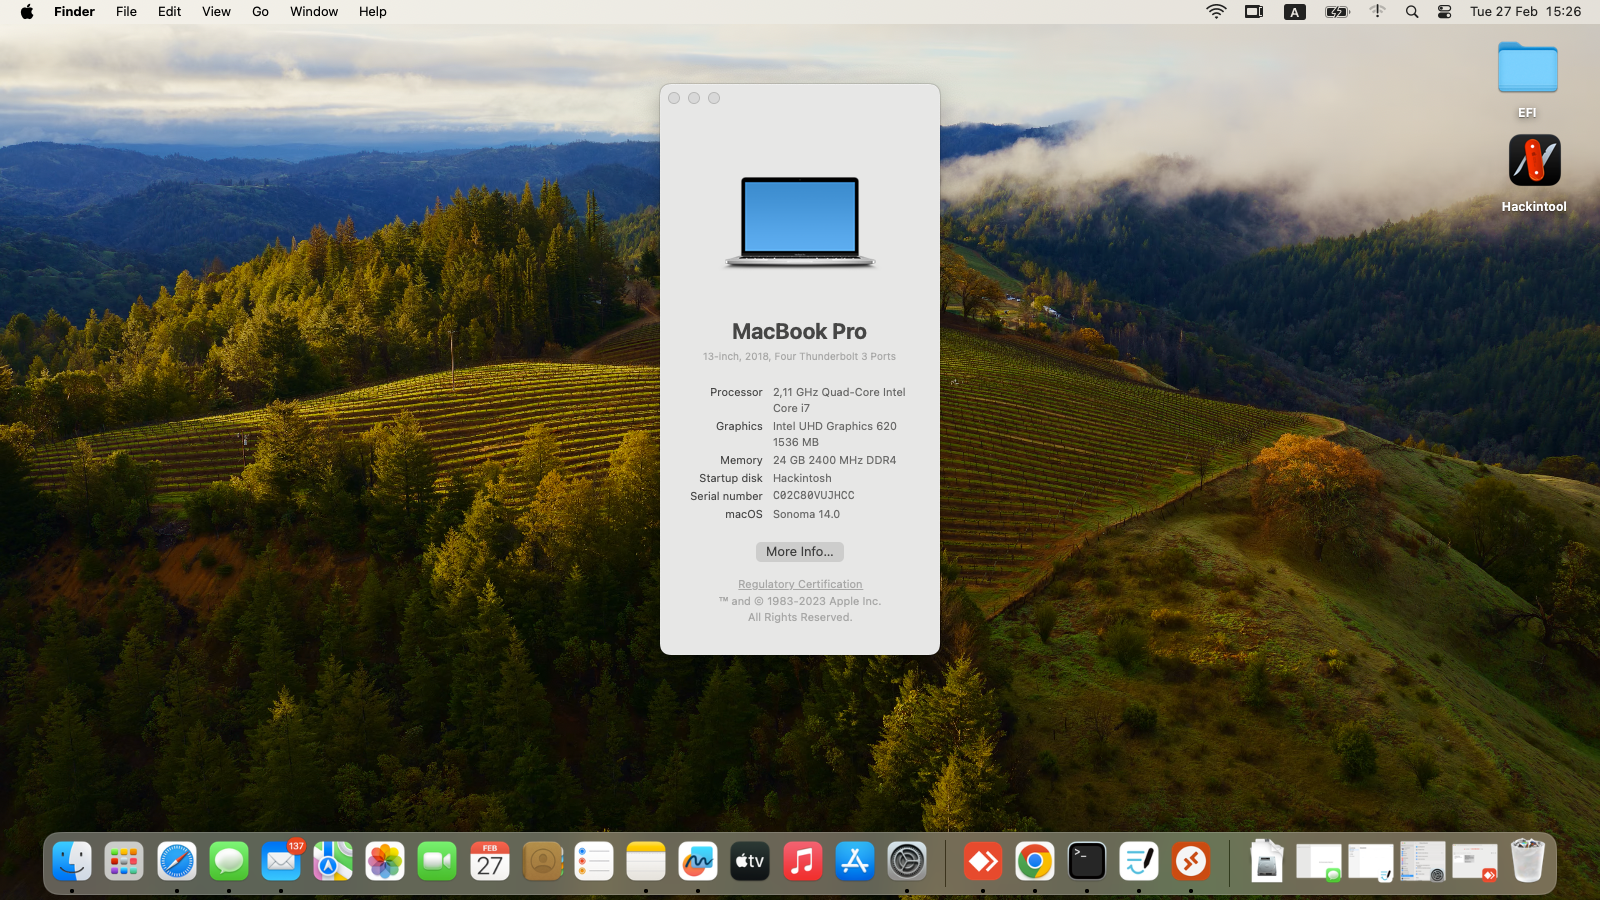 Finder File Edit View Go Window Help
A Tue 27 Feb 15:26
EFI
Hackintool
MacBook Pro
13-inch, 2018, Four Thunderbolt 3 Ports
Processor 2,11 GHz Quad-Core Intel
Core i7
Graphics Intel UHD Graphics 620
1536 MB
Memory 24 GB 2400 MHz DDR4
Startup disk Hackintosh
Serial number C02C80VUJHCC
macOS Sonoma 14.0
More Info...
Regulatory Certification
™ and © 1983-2023 Apple Inc.
All Rights Reserved.
137
FEB
27
tv
>_